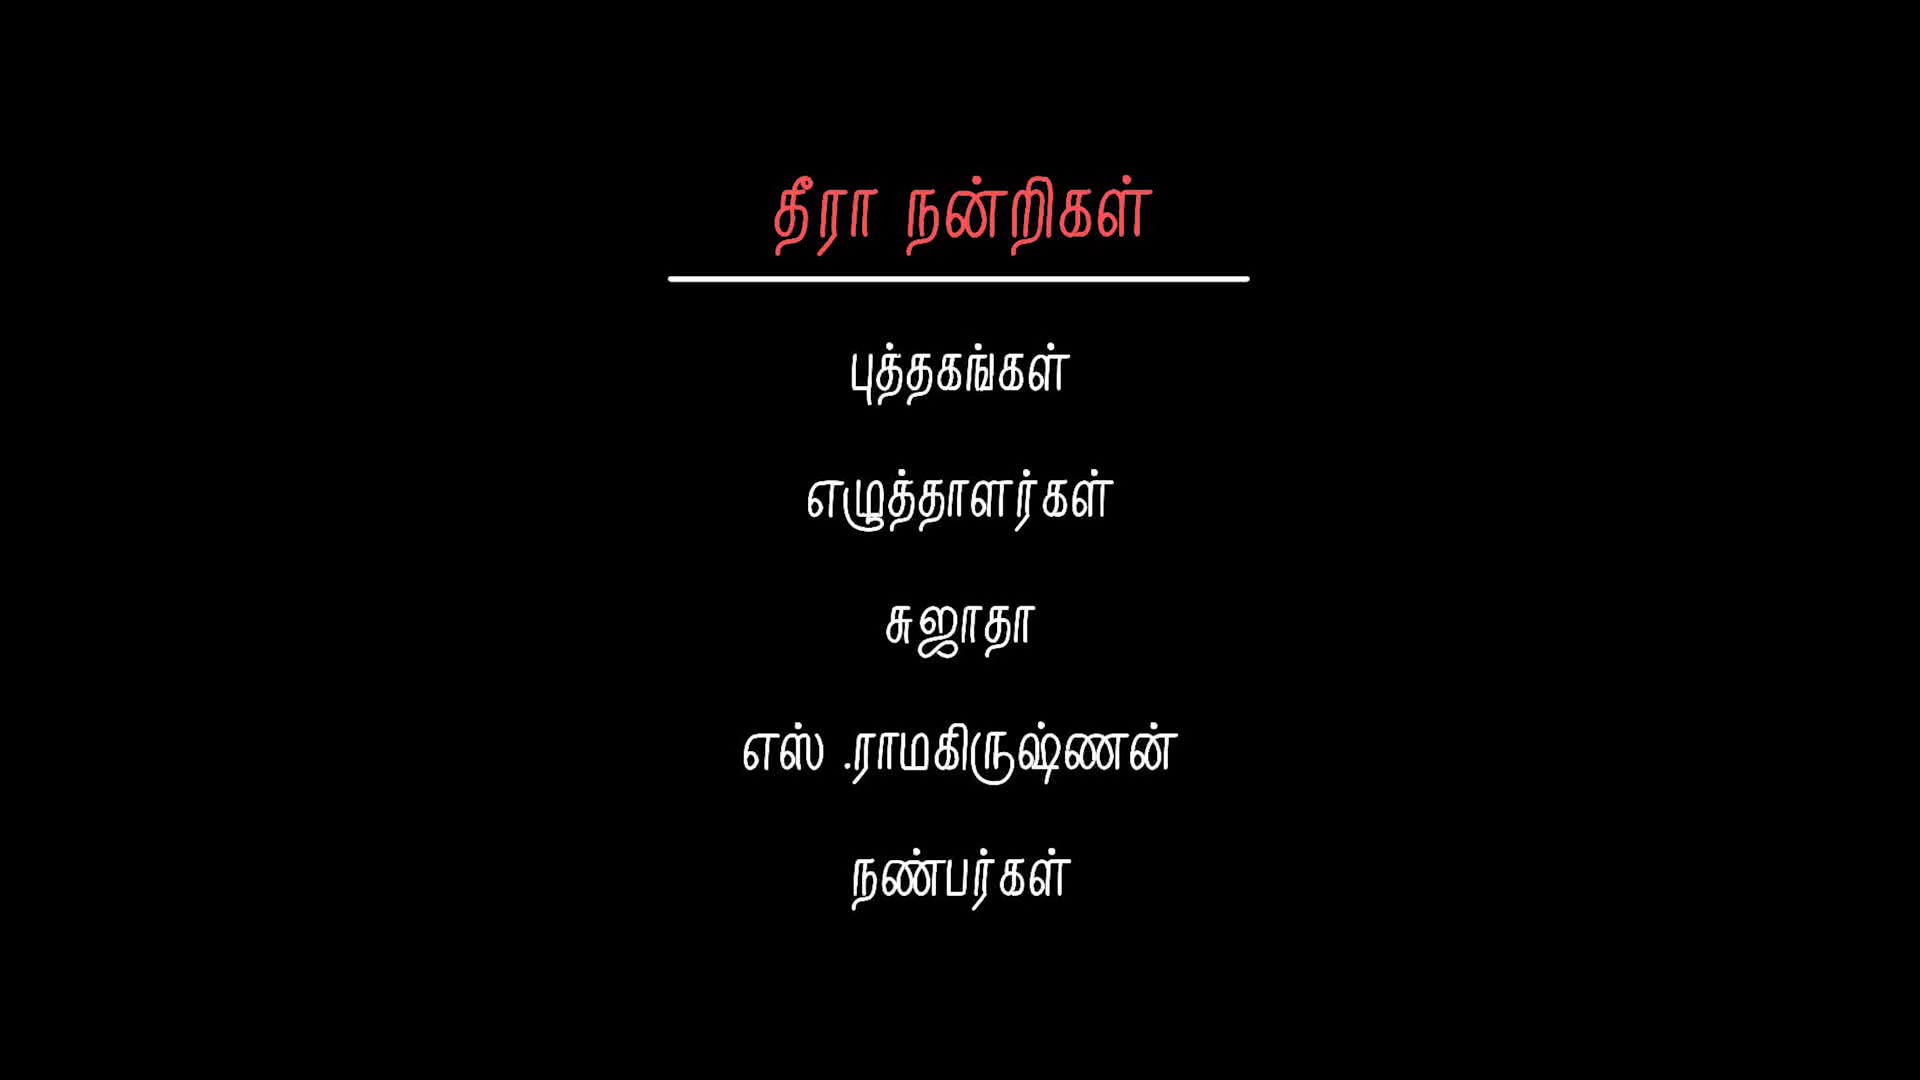 தீரா நன்றிகள்
புத்தகங்கள்
எழுத்தாளர்கள்
சுஜாதா
எஸ் .ராமகிருஷ்ணன்
நண்பர்கள்